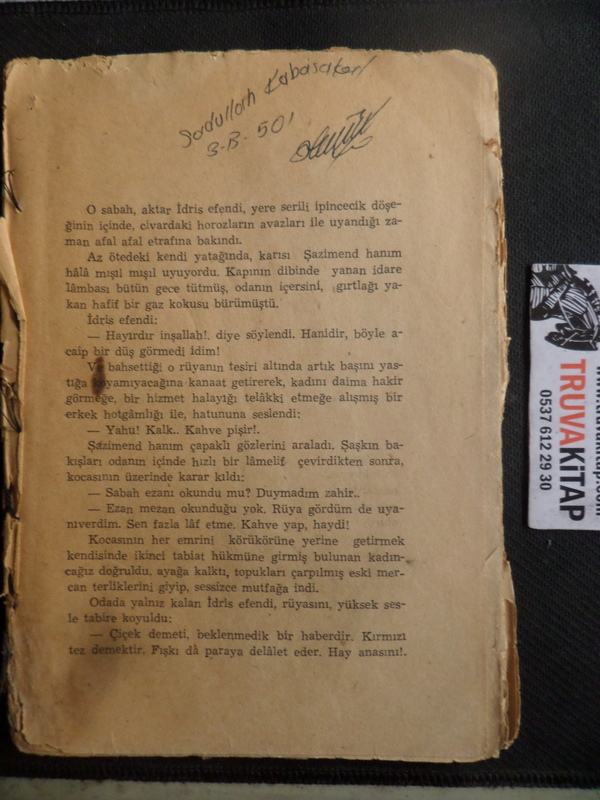 Sadullah Kabasakal
3-B- 501
O sabah, aktar İdris efendi, yere serili ipincecik döşe-
ğinin içinde, civardaki horozların avazları ile uyandığı za-
man afal afal etrafına bakındı.
Az ötedeki kendi yatağında, karısı Şazimend hanım
hâlâ mışıl mışıl uyuyordu. Kapının dibinde yanan idare
lâmbası bütün gece tütmüş, odanın içersini, gırtlağı ya-
kan hafif bir gaz kokusu bürümüştü.
İdris efendi:
— Hayırdır inşallah!. diye söylendi. Hanidir, böyle a-
caip bir düş görmedi idim!
Ve bahsettiği o rüyanın tesiri altında artık başını yas-
tığa koyamıyacağına kanaat getirerek, kadını daima hakir
görmeğe, bir hizmet halayığı telâkki etmeğe alışmış bir
erkek hotgâmlığı ile, hatununa seslendi:
— Yahu! Kalk.. Kahve pişir!.
Şazimend hanım çapaklı gözlerini araladı. Şaşkın ba-
kışları odanın içinde hızlı bir lâmelif çevirdikten sonra,
kocasının üzerinde karar kıldı:
— Sabah ezanı okundu mu? Duymadım zahir..
— Ezan mezan okunduğu yok. Rüya gördüm de uya-
nıverdim. Sen fazla lâf etme. Kahve yap, haydi!
Kocasının her emrini körükörüne yerine getirmek
kendisinde ikinci tabiat hükmüne girmiş bulunan kadın-
cağız doğruldu, ayağa kalktı, topukları çarpılmış eski mer-
can terliklerini giyip, sessizce mutfağa indi.
Odada yalnız kalan İdris efendi, rüyasını, yüksek ses-
le tabire koyuldu:
— Çiçek demeti, beklenmedik bir haberdir. Kırmızı
tez demektir. Fışkı dâ paraya delâlet eder. Hay anasını!.
TRUVAKİTAP
0537 612 29 30